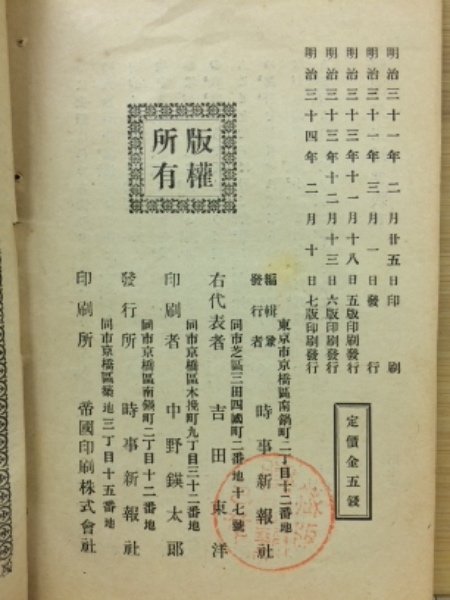 明治三十一年二月廿五日印刷
明治三十一年三月一日發行
明治三十三年十一月十八日五版印刷發行
明治三十三年十二月十三日六版印刷發行
明治三十四年二月十日七版印刷發行
定價金五錢
版權
所有
東京市京橋區南鍋町二丁目十二番地
編輯兼
發行者 時事新報社
同市芝區三田四國町二番地十七號
右代表者 吉田東洋
同市京橋區木挽町九丁目三十二番地
印刷者 中野鍈太郎
同市京橋區南鍋町二丁目十二番地
發行所 時事新報社
同市京橋區築地三丁目十五番地
印刷所 帝國印刷株式會社